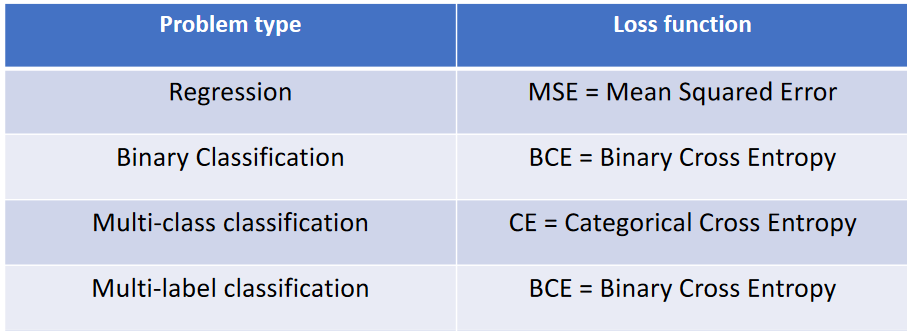 Problem type Loss function
Regression MSE = Mean Squared Error
Binary Classification BCE = Binary Cross Entropy
Multi-class classification CE = Categorical Cross Entropy
Multi-label classification BCE = Binary Cross Entropy